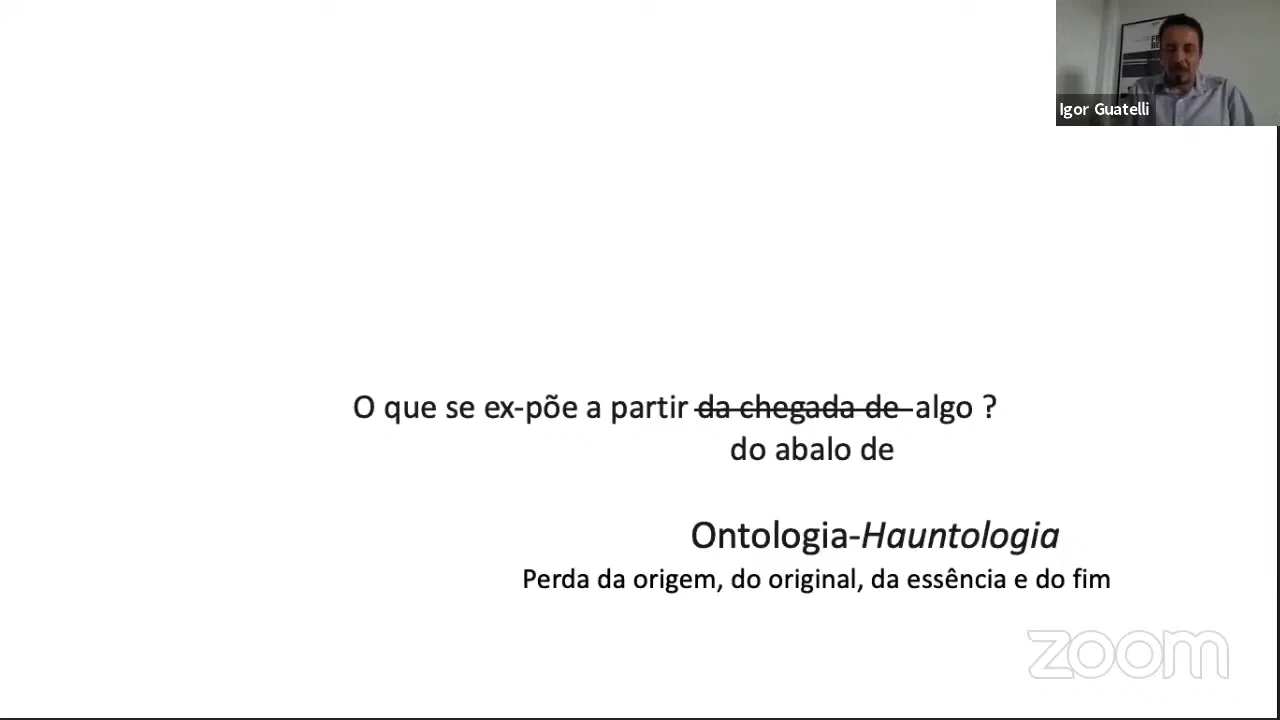 Igor Guatelli
O que se ex-põe a partir da chegada de algo ?
do abalo de
Ontologia-Hauntologia
Perda da origem, do original, da essência e do fim
zoom